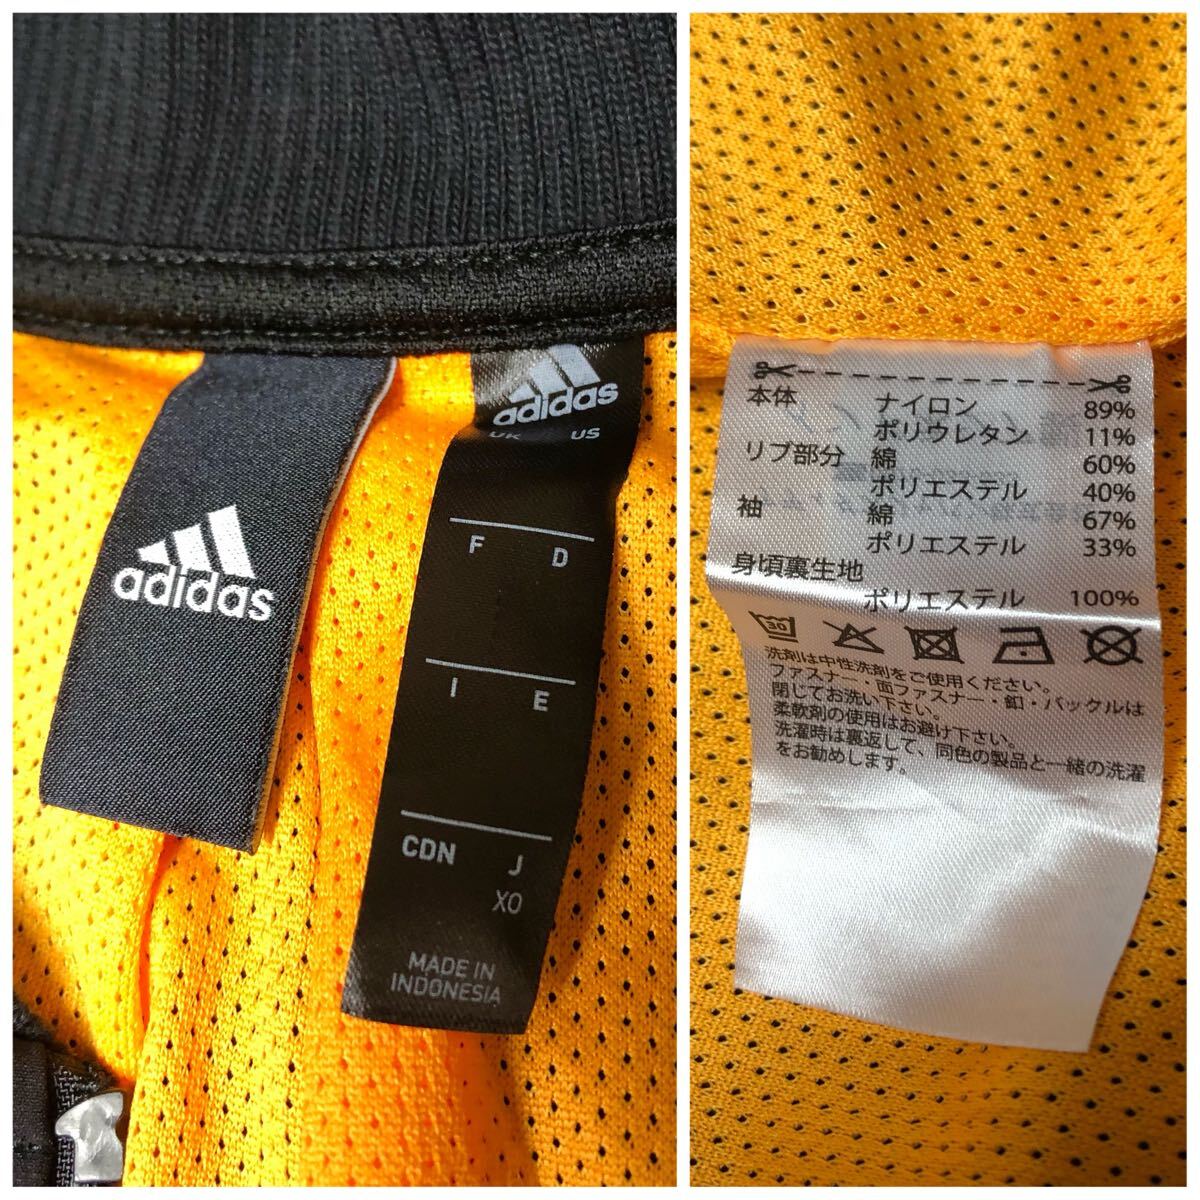 adidas
adidas
UK US
F D
I E
CDN J
XO
MADE IN
INDONESIA
本体 ナイロン 89%
ポリウレタン 11%
リブ部分 綿 60%
ポリエステル 40%
袖 綿 67%
ポリエステル 33%
身頃裏生地
ポリエステル 100%
30
洗剤は中性洗剤をご使用ください。
ファスナー・面ファスナー・釦・バックルは
閉じてお洗い下さい。
柔軟剤の使用はお避け下さい。
洗濯時は裏返して、同色の製品と一緒の洗濯
をお勧めします。